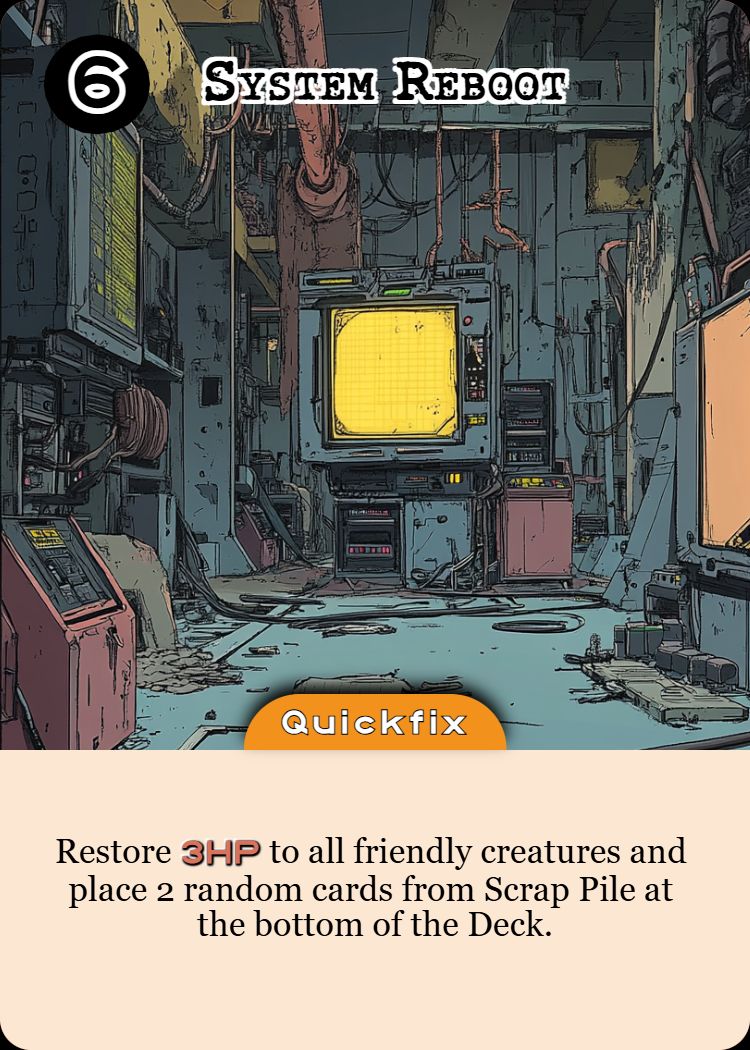 6
System Reboot
Quickfix
Restore 3HP to all friendly creatures and
place 2 random cards from Scrap Pile at
the bottom of the Deck.